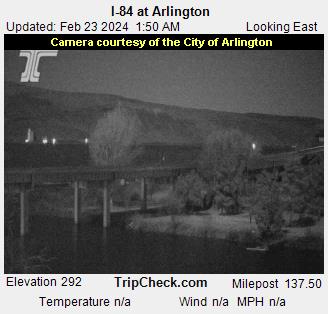 I-84 at Arlington
Updated: Feb 23 2024 1:50 AM Looking East
Camera courtesy of the City of Arlington
Elevation 292 TripCheck.com Milepost 137.50
Temperature n/a Wind n/a MPH n/a